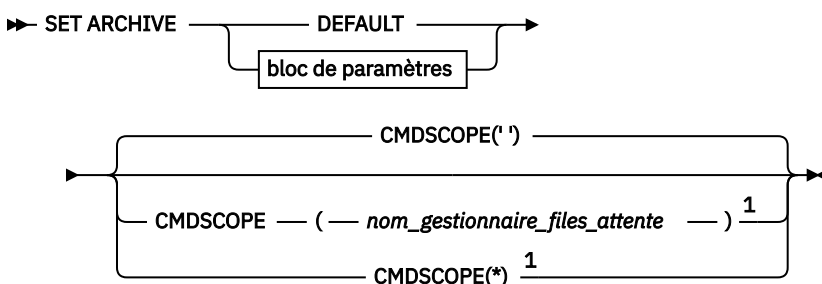 SET ARCHIVE DEFAULT
bloc de paramètres
CMDSCOPE(' ')
CMDSCOPE ( nom_gestionnaire_files_attente ) 1
CMDSCOPE(*) 1